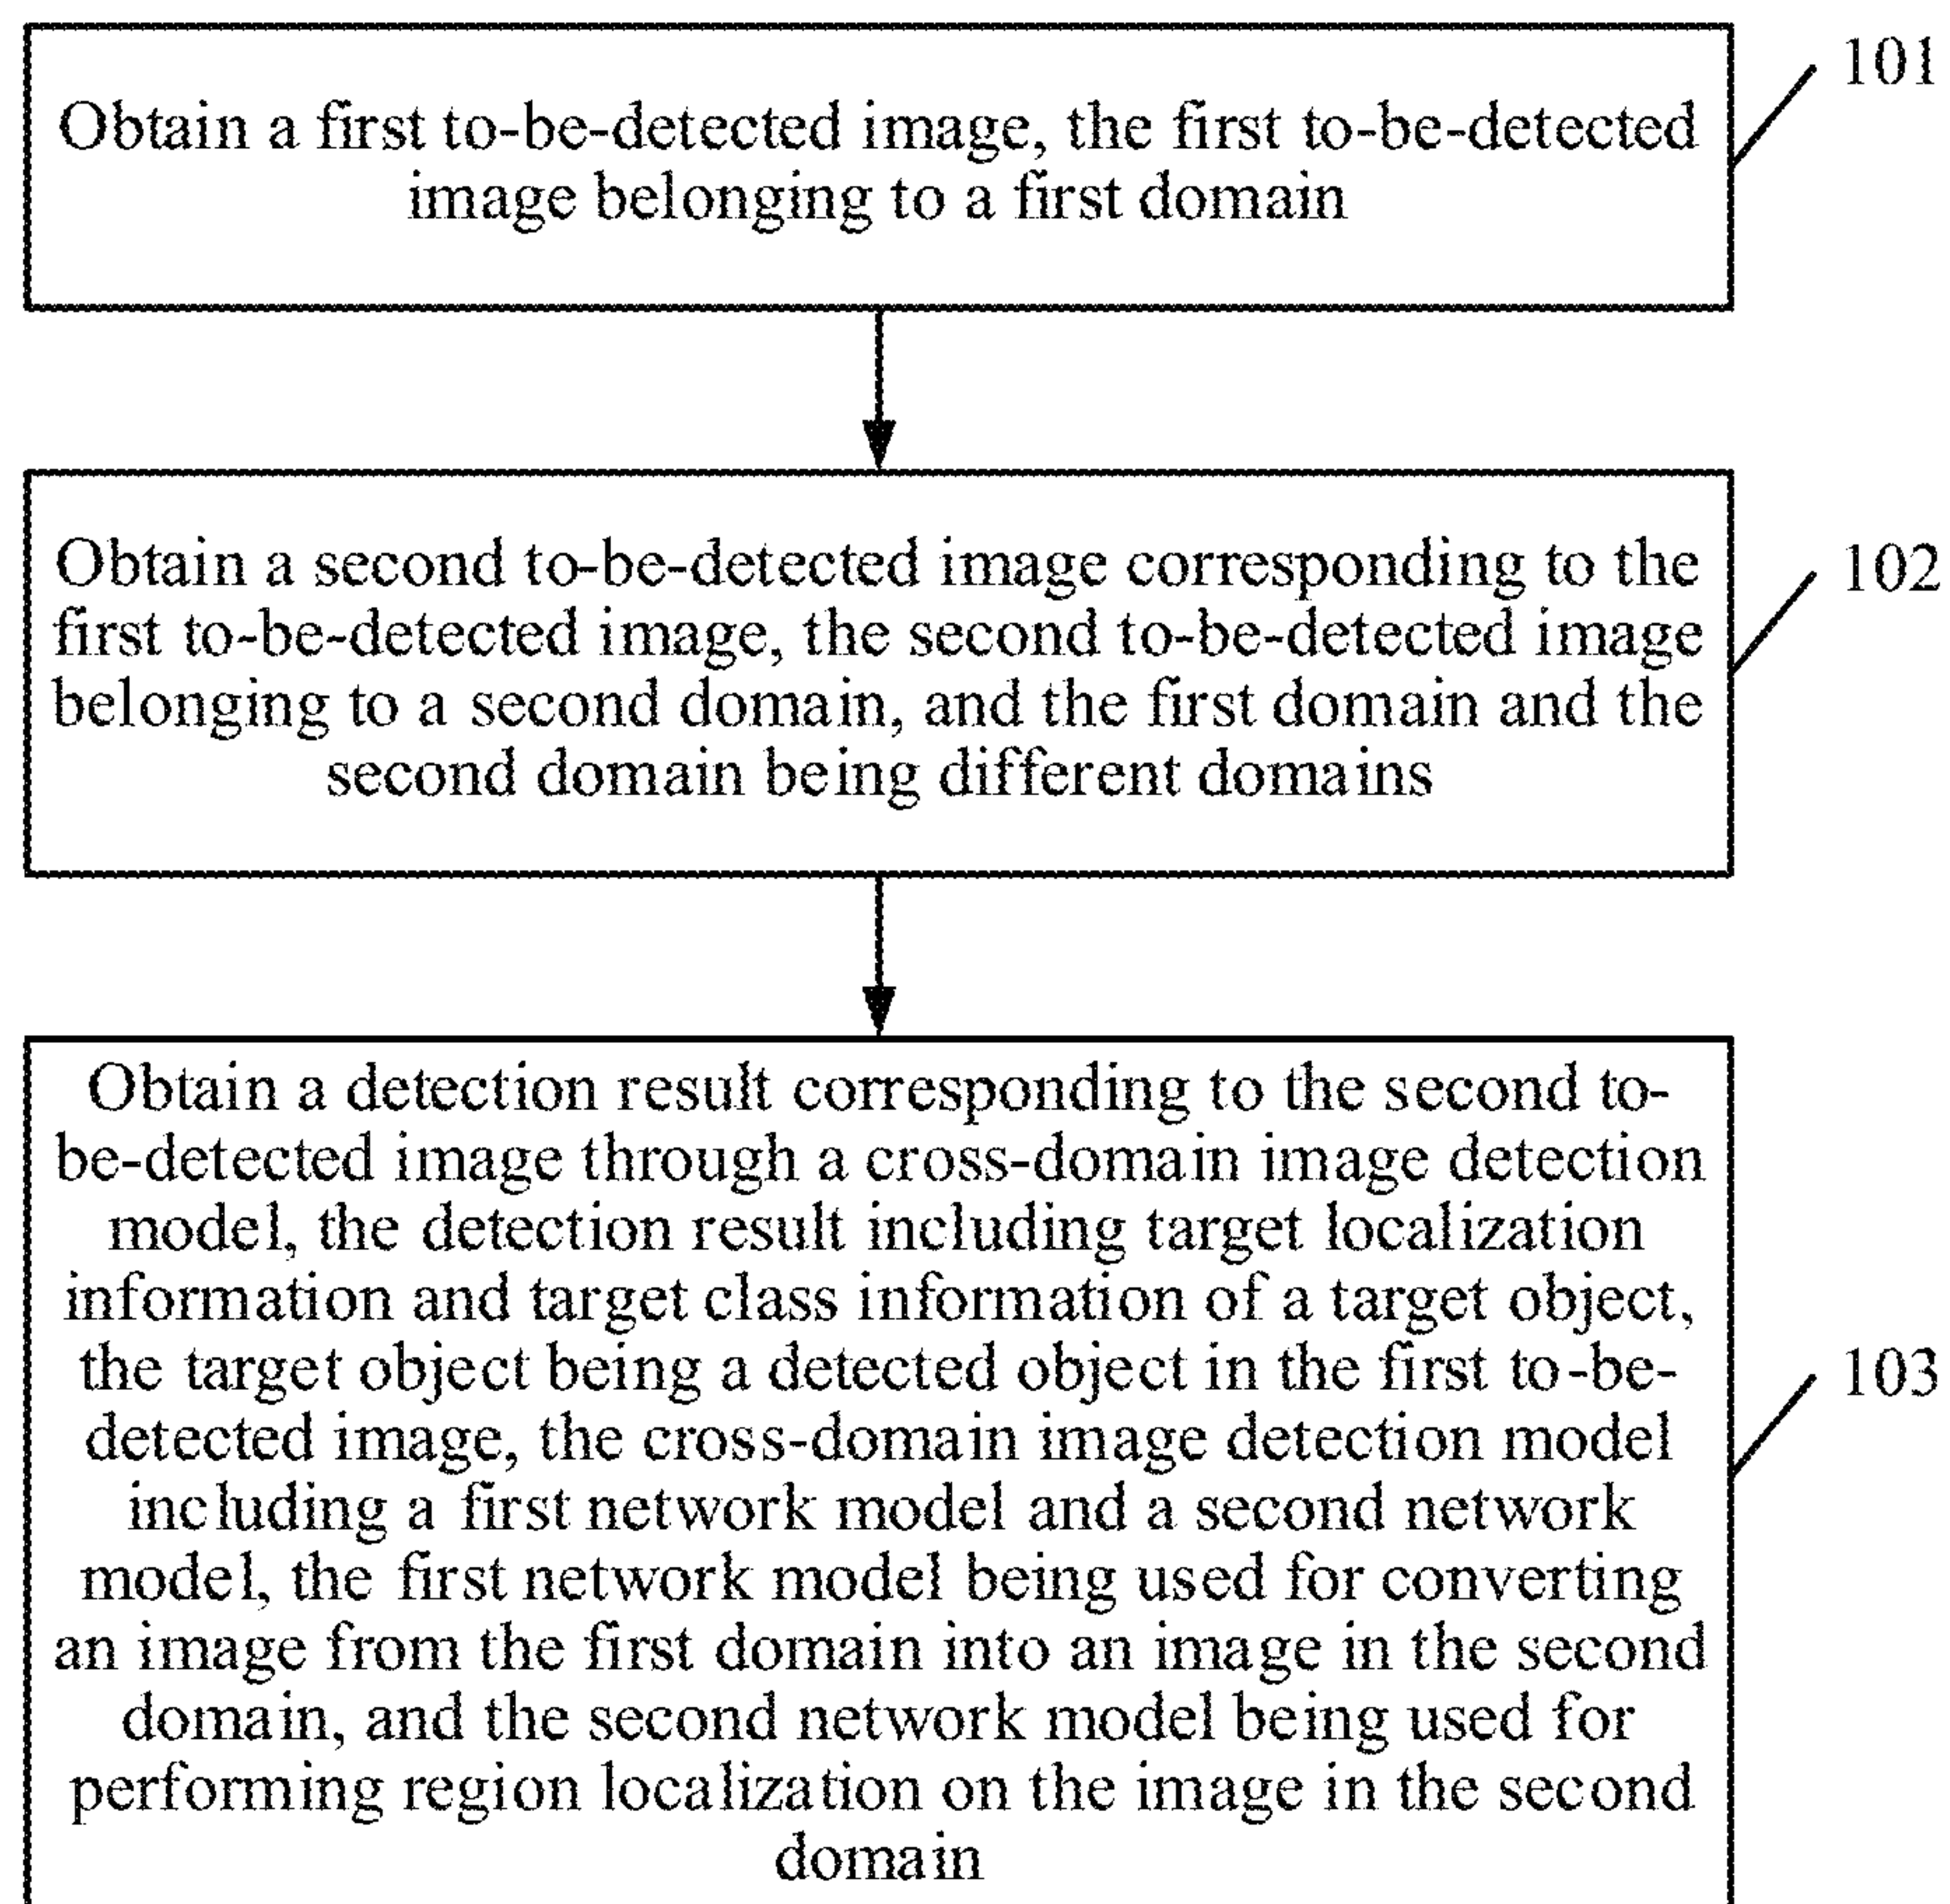 101
Obtain a first to-be-detected image, the first to-be-detected
image belonging to a first domain
102
Obtain a second to-be-detected image corresponding to the
first to-be-detected image, the second to-be-detected image
belonging to a second domain, and the first domain and the
second domain being different domains
Obtain a detection result corresponding to the second to-
be-detected image through a cross-domain image detection
model, the detection result including target localization
information and target class information of a target object,
the target object being a detected object in the first to-be-
detected image, the cross-domain image detection model
including a first network model and a second network
model, the first network model being used for converting
an image from the first domain into an image in the second
domain, and the second network model being used for
performing region localization on the image in the second
domain
103